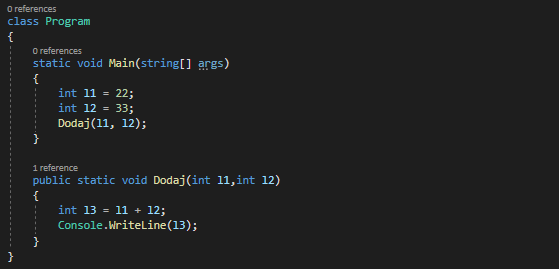 0 references
class Program
{
0 references
static void Main(string[] args)
{
int l1 = 22;
int l2 = 33;
Dodaj(l1, l2);
}
1 reference
public static void Dodaj(int l1,int l2)
{
int l3 = l1 + l2;
Console.WriteLine(l3);
}
}